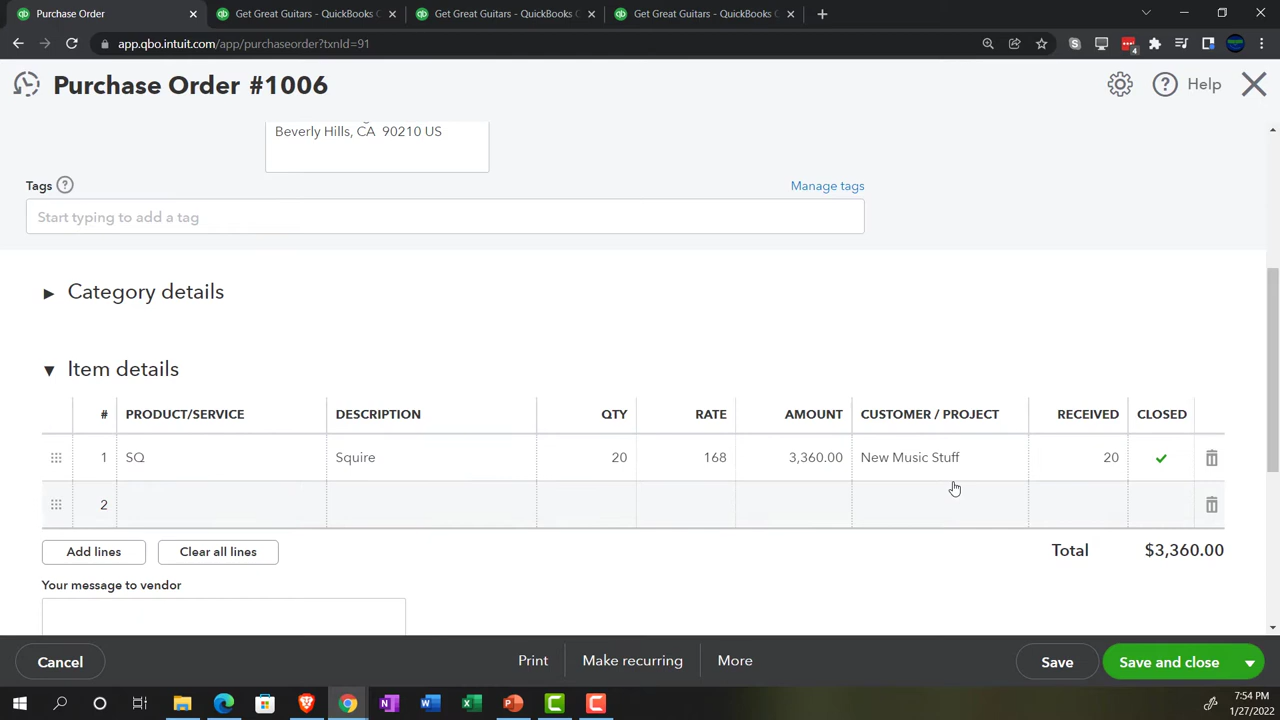 Purchase Order
Get Great Guitars - QuickBooks C
Get Great Guitars - QuickBooks C
Get Great Guitars - QuickBooks C
app.qbo.intuit.com/app/purchaseorder?txnId=91
4
Purchase Order #1006
Help
Beverly Hills, CA 90210 US
Tags ?
Manage tags
Start typing to add a tag
Category details
Item details
# PRODUCT/SERVICE DESCRIPTION QTY RATE AMOUNT CUSTOMER / PROJECT RECEIVED CLOSED
1 SQ Squire 20 168 3,360.00 New Music Stuff 20
2
Add lines Clear all lines Total $3,360.00
Your message to vendor
Cancel Print Make recurring More Save Save and close
7:54 PM
1/27/2022